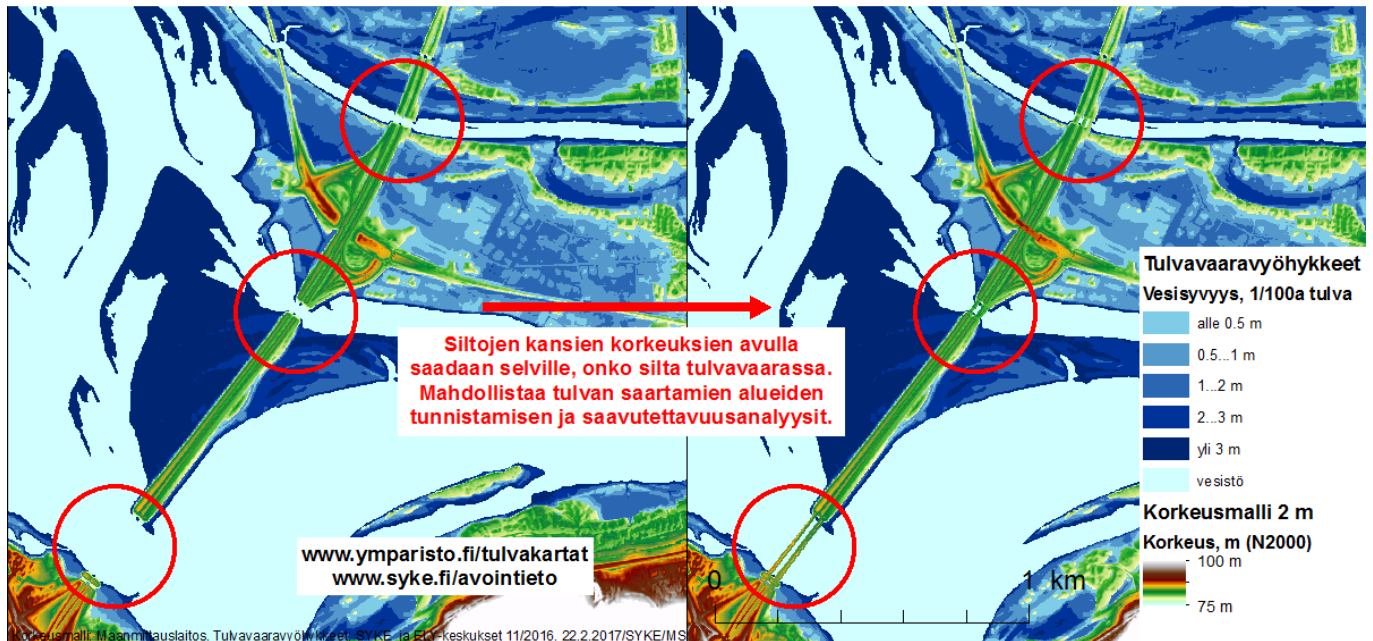 Siltojen kansien korkeuksien avulla
saadaan selville, onko silta tulvavaarassa.
Mahdollistaa tulvan saartamien alueiden
tunnistamisen ja saavutettavuusanalyysit.
www.ymparisto.fi/tulvakartat
www.syke.fi/avointieto
Korkeusmalli: Maanmittauslaitos. Tulvavaaravyöhykkeet: SYKE ja ELY-keskukset 11/2016. 22.2.2017/SYKE/MS
0 1 km
Tulvavaaravyöhykkeet
Vesisyvyys, 1/100a tulva
alle 0.5 m
0.5...1 m
1...2 m
2...3 m
yli 3 m
vesistö
Korkeusmalli 2 m
Korkeus, m (N2000)
100 m
75 m